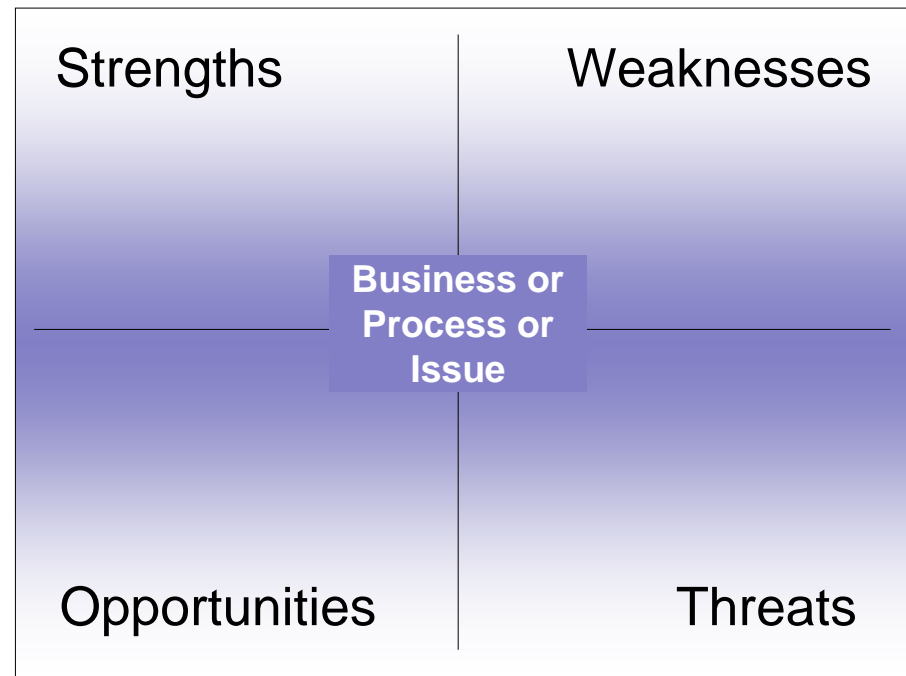 Strengths
Weaknesses
Business or
Process or
Issue
Opportunities
Threats